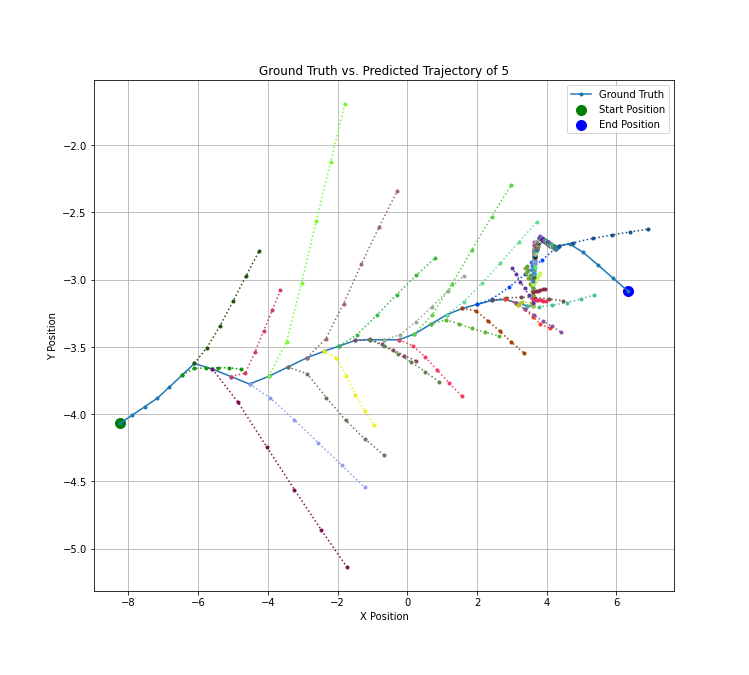 Ground Truth vs. Predicted Trajectory of 5
Ground Truth
Start Position
End Position
−2.0
−2.5
−3.0
−3.5
−4.0
−4.5
−5.0
Y Position
−8 −6 −4 −2 0 2 4 6
X Position